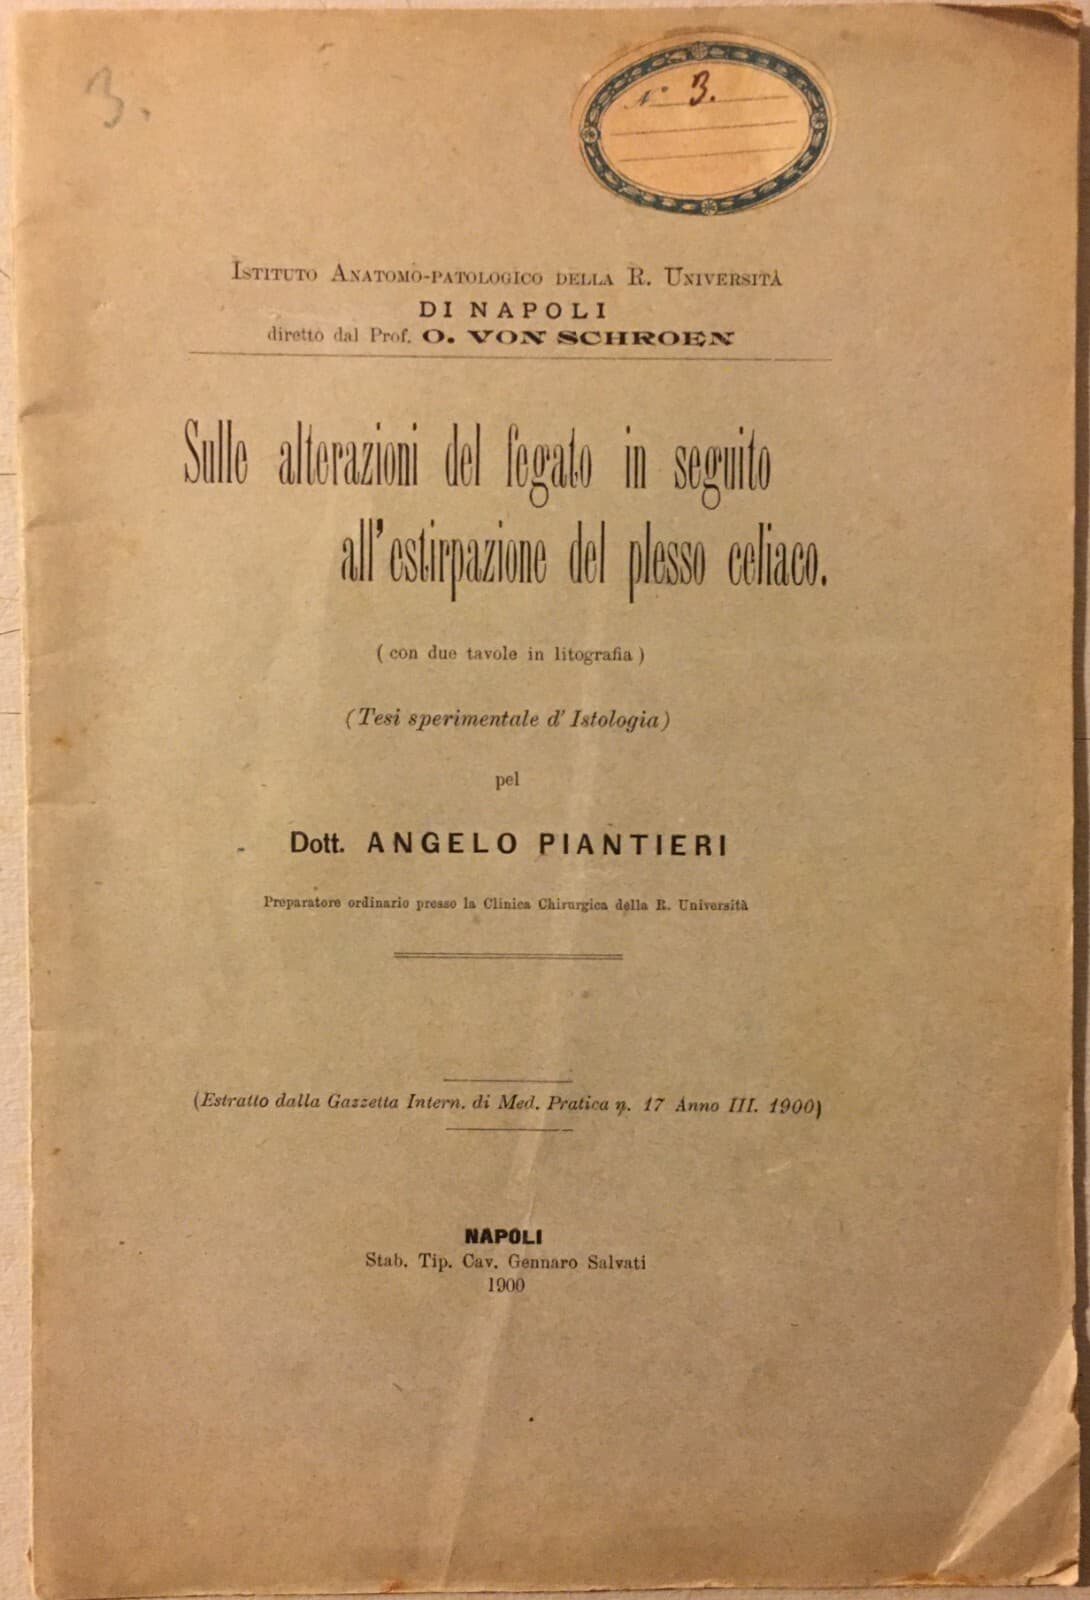 3.
N° 3.
Istituto Anatomo-patologico della R. Università
DI NAPOLI
diretto dal Prof. O. VON SCHROEN
Sulle alterazioni del fegato in seguito
all'estirpazione del plesso celiaco.
( con due tavole in litografia )
(Tesi sperimentale d' Istologia)
pel
Dott. ANGELO PIANTIERI
Preparatore ordinario presso la Clinica Chirurgica della R. Università
(Estratto dalla Gazzetta Intern. di Med. Pratica n. 17 Anno III. 1900)
NAPOLI
Stab. Tip. Cav. Gennaro Salvati
1900